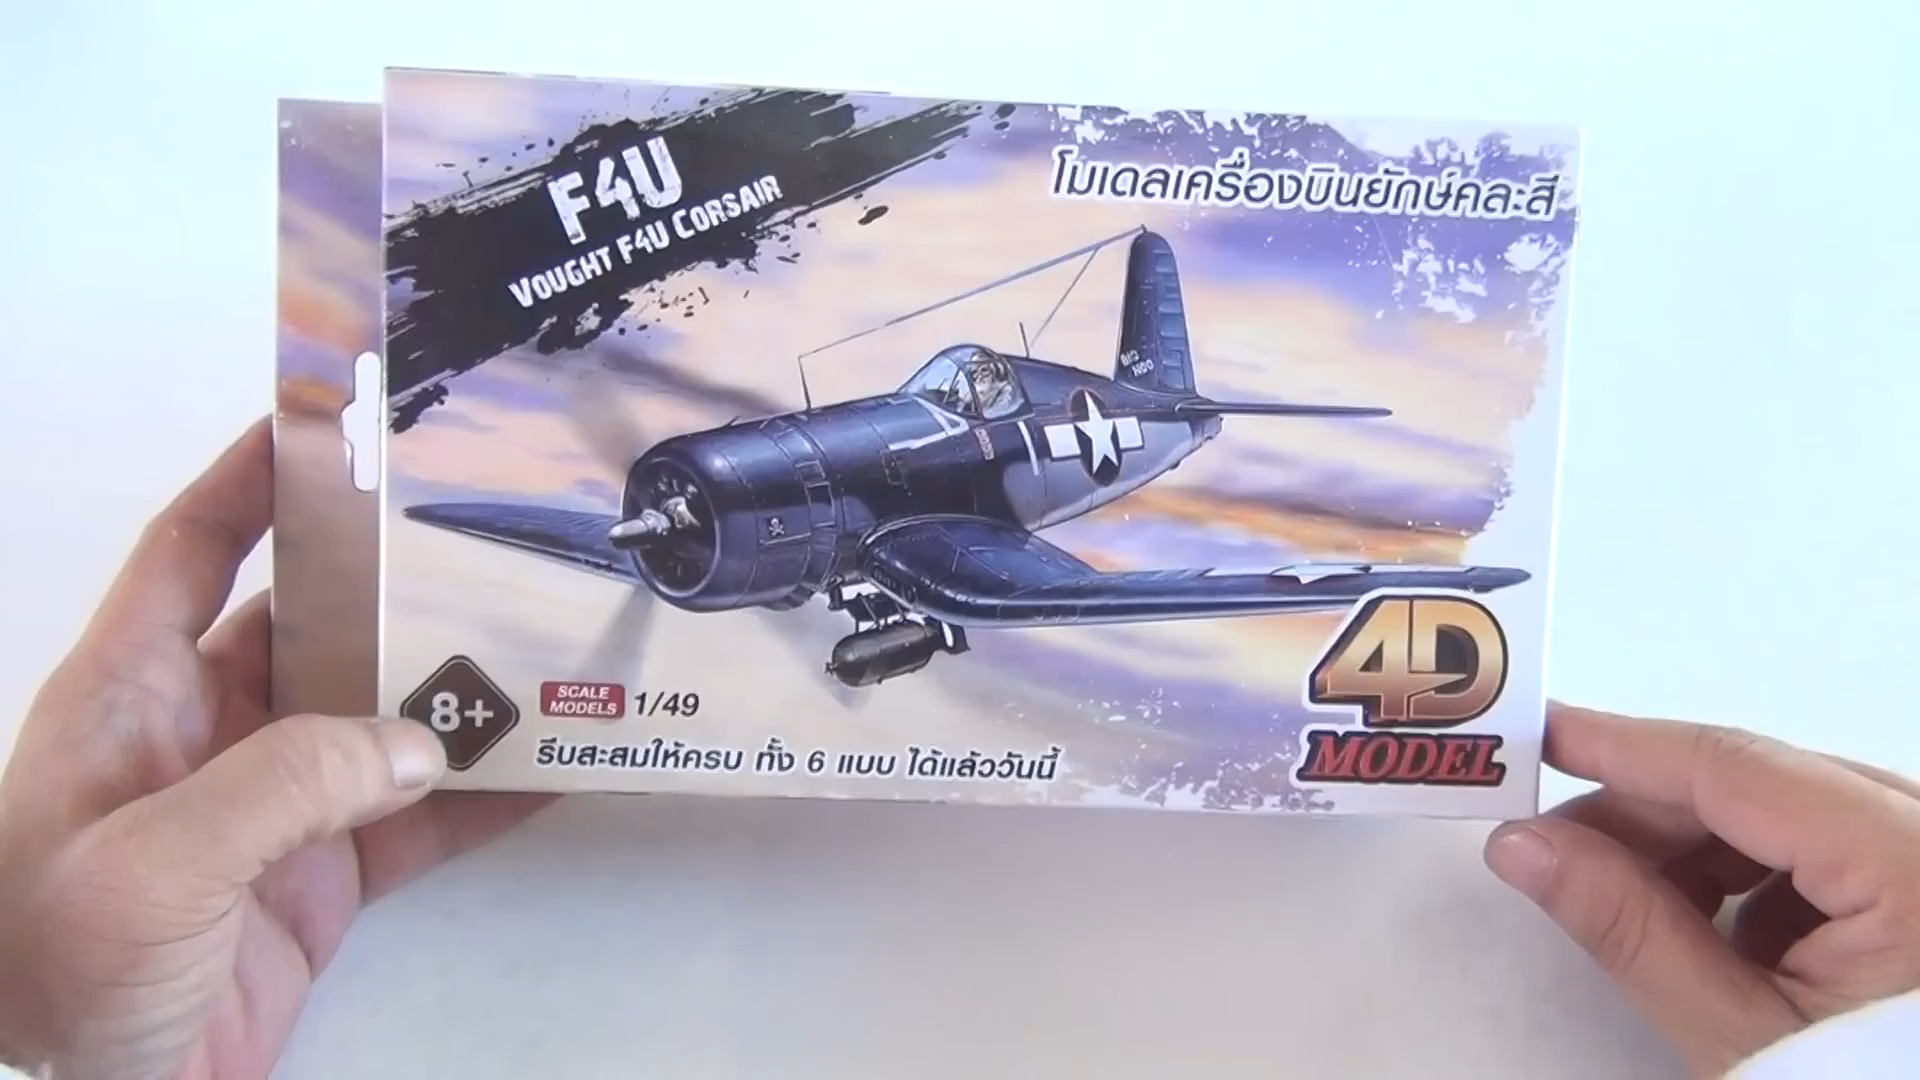 F4U
VOUGHT F4U CORSAIR
โมเดลเครื่องบินยักษ์คละสี
8+
SCALE
MODELS
1/49
รีบสะสมให้ครบ ทั้ง 6 แบบ ได้แล้ววันนี้
4D
MODEL